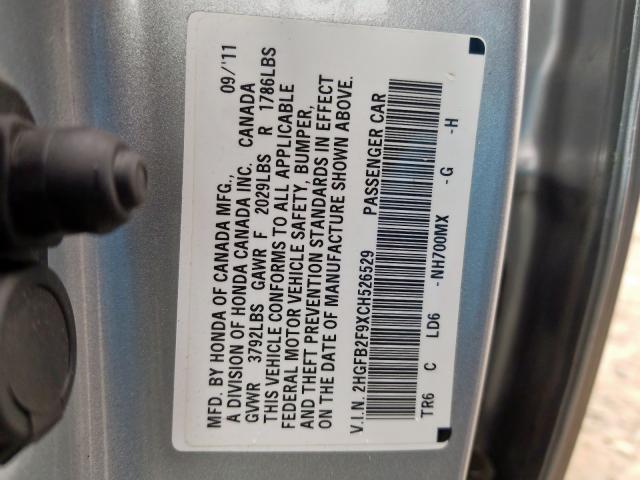 MFD. BY HONDA OF CANADA MFG.,
A DIVISION OF HONDA CANADA INC. CANADA 09/'11
GVWR 3792LBS GAWR F 2029LBS R 1786LBS
THIS VEHICLE CONFORMS TO ALL APPLICABLE
FEDERAL MOTOR VEHICLE SAFETY, BUMPER,
AND THEFT PREVENTION STANDARDS IN EFFECT
ON THE DATE OF MANUFACTURE SHOWN ABOVE.
V.I.N. 2HGFB2F9XCH526529 PASSENGER CAR
TR6 C LD6 -NH700MX -G -H